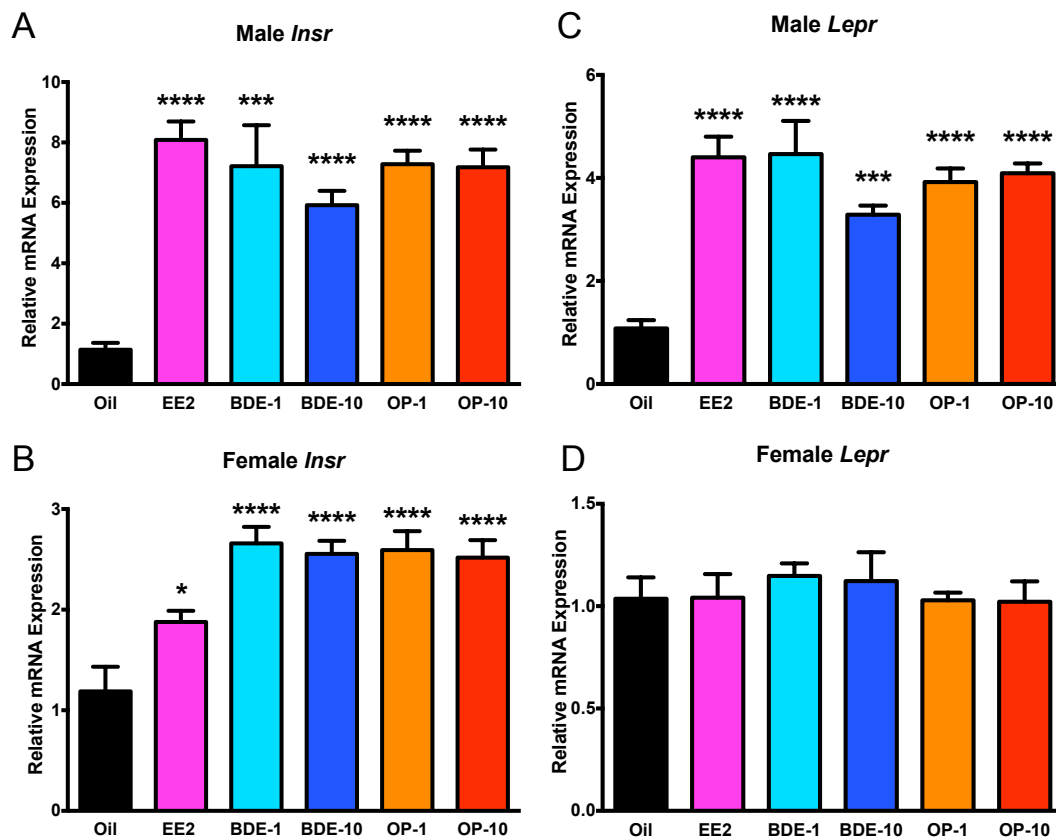 A
Male Insr
Relative mRNA Expression
10
8
6
4
2
0
****
***
****
****
****
Oil EE2 BDE-1 BDE-10 OP-1 OP-10
C
Male Lepr
Relative mRNA Expression
6
4
2
0
****
****
***
****
****
Oil EE2 BDE-1 BDE-10 OP-1 OP-10
B
Female Insr
Relative mRNA Expression
3
2
1
0
*
****
****
****
****
Oil EE2 BDE-1 BDE-10 OP-1 OP-10
D
Female Lepr
Relative mRNA Expression
1.5
1.0
0.5
0.0
Oil EE2 BDE-1 BDE-10 OP-1 OP-10